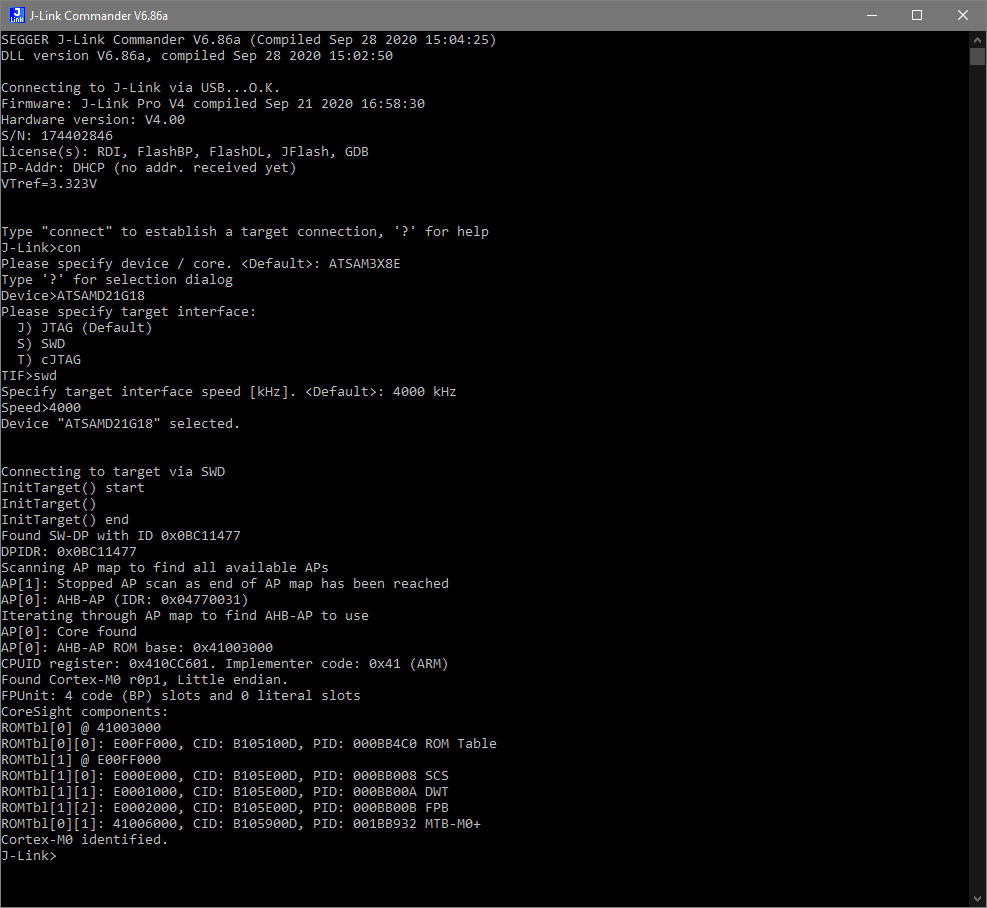 J-Link Commander V6.86a
SEGGER J-Link Commander V6.86a (Compiled Sep 28 2020 15:04:25)
DLL version V6.86a, compiled Sep 28 2020 15:02:50
Connecting to J-Link via USB...O.K.
Firmware: J-Link Pro V4 compiled Sep 21 2020 16:58:30
Hardware version: V4.00
S/N: 174402846
License(s): RDI, FlashBP, FlashDL, JFlash, GDB
IP-Addr: DHCP (no addr. received yet)
VTref=3.323V
Type "connect" to establish a target connection, '?' for help
J-Link>con
Please specify device / core. <Default>: ATSAM3X8E
Type '?' for selection dialog
Device>ATSAMD21G18
Please specify target interface:
  J) JTAG (Default)
  S) SWD
  T) cJTAG
TIF>swd
Specify target interface speed [kHz]. <Default>: 4000 kHz
Speed>4000
Device "ATSAMD21G18" selected.
Connecting to target via SWD
InitTarget() start
InitTarget()
InitTarget() end
Found SW-DP with ID 0x0BC11477
DPIDR: 0x0BC11477
Scanning AP map to find all available APs
AP[1]: Stopped AP scan as end of AP map has been reached
AP[0]: AHB-AP (IDR: 0x04770031)
Iterating through AP map to find AHB-AP to use
AP[0]: Core found
AP[0]: AHB-AP ROM base: 0x41003000
CPUID register: 0x410CC601. Implementer code: 0x41 (ARM)
Found Cortex-M0 r0p1, Little endian.
FPUnit: 4 code (BP) slots and 0 literal slots
CoreSight components:
ROMTbl[0] @ 41003000
ROMTbl[0][0]: E00FF000, CID: B105100D, PID: 000BB4C0 ROM Table
ROMTbl[1] @ E00FF000
ROMTbl[1][0]: E000E000, CID: B105E00D, PID: 000BB008 SCS
ROMTbl[1][1]: E0001000, CID: B105E00D, PID: 000BB00A DWT
ROMTbl[1][2]: E0002000, CID: B105E00D, PID: 000BB00B FPB
ROMTbl[0][1]: 41006000, CID: B105900D, PID: 001BB932 MTB-M0+
Cortex-M0 identified.
J-Link>